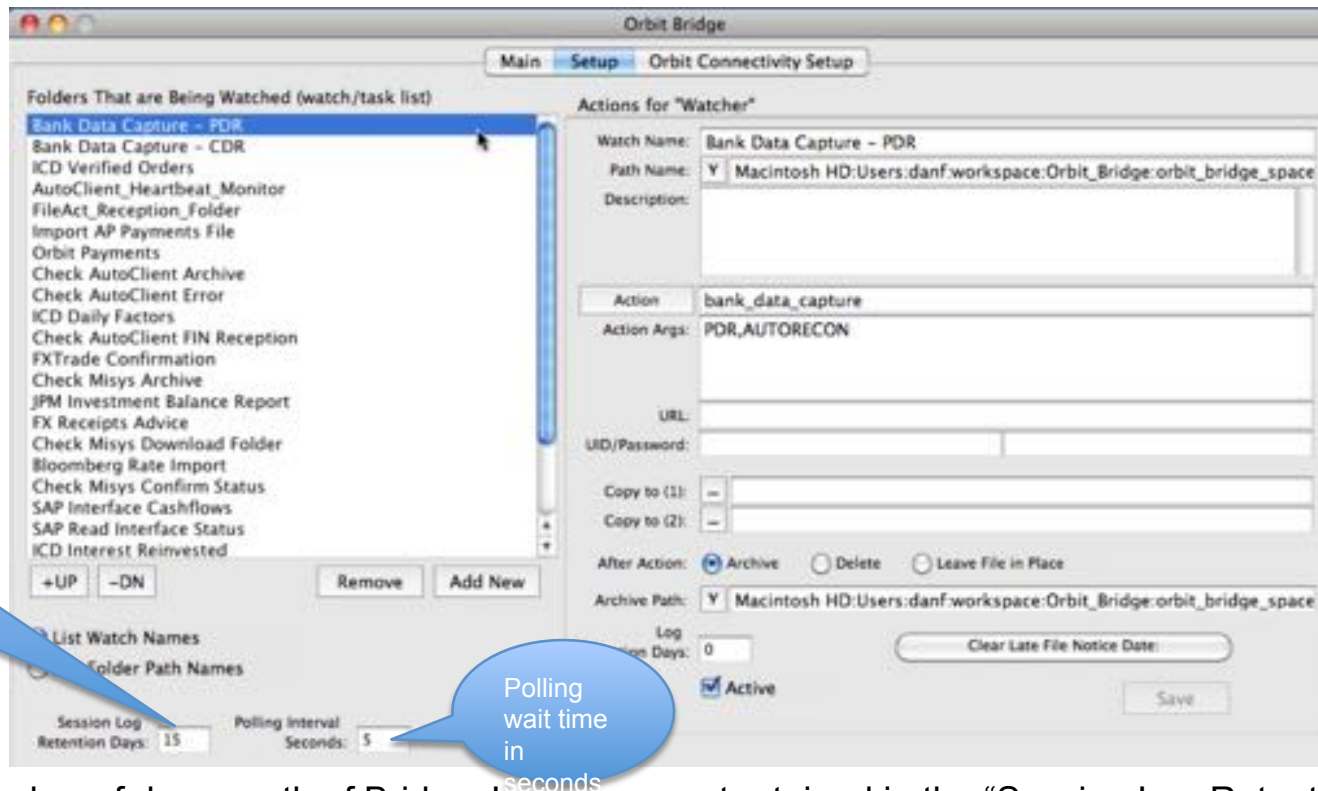 Orbit Bridge
Main Setup Orbit Connectivity Setup
Folders That are Being Watched (watch/task list)
Bank Data Capture - PDR
Bank Data Capture - CDR
ICD Verified Orders
AutoClient_Heartbeat_Monitor
FileAct_Reception_Folder
Import AP Payments File
Orbit Payments
Check AutoClient Archive
Check AutoClient Error
ICD Daily Factors
Check AutoClient FIN Reception
FXTrade Confirmation
Check Misys Archive
JPM Investment Balance Report
FX Receipts Advice
Check Misys Download Folder
Bloomberg Rate Import
Check Misys Confirm Status
SAP Interface Cashflows
SAP Read Interface Status
ICD Interest Reinvested
+UP -DN Remove Add New
List Watch Names
Folder Path Names
Session Log
Retention Days: 15
Polling Interval
Seconds: 5
Polling
wait time
in
seconds
Actions for "Watcher"
Watch Name: Bank Data Capture - PDR
Path Name: Y Macintosh HD:Users:danf:workspace:Orbit_Bridge:orbit_bridge_space
Description:
Action bank_data_capture
Action Args: PDR,AUTORECON
URL:
UID/Password:
Copy to (1): -
Copy to (2): -
After Action: Archive Delete Leave File in Place
Archive Path: Y Macintosh HD:Users:danf:workspace:Orbit_Bridge:orbit_bridge_space
Log
Days: 0
Clear Late File Notice Date:
Active
Save